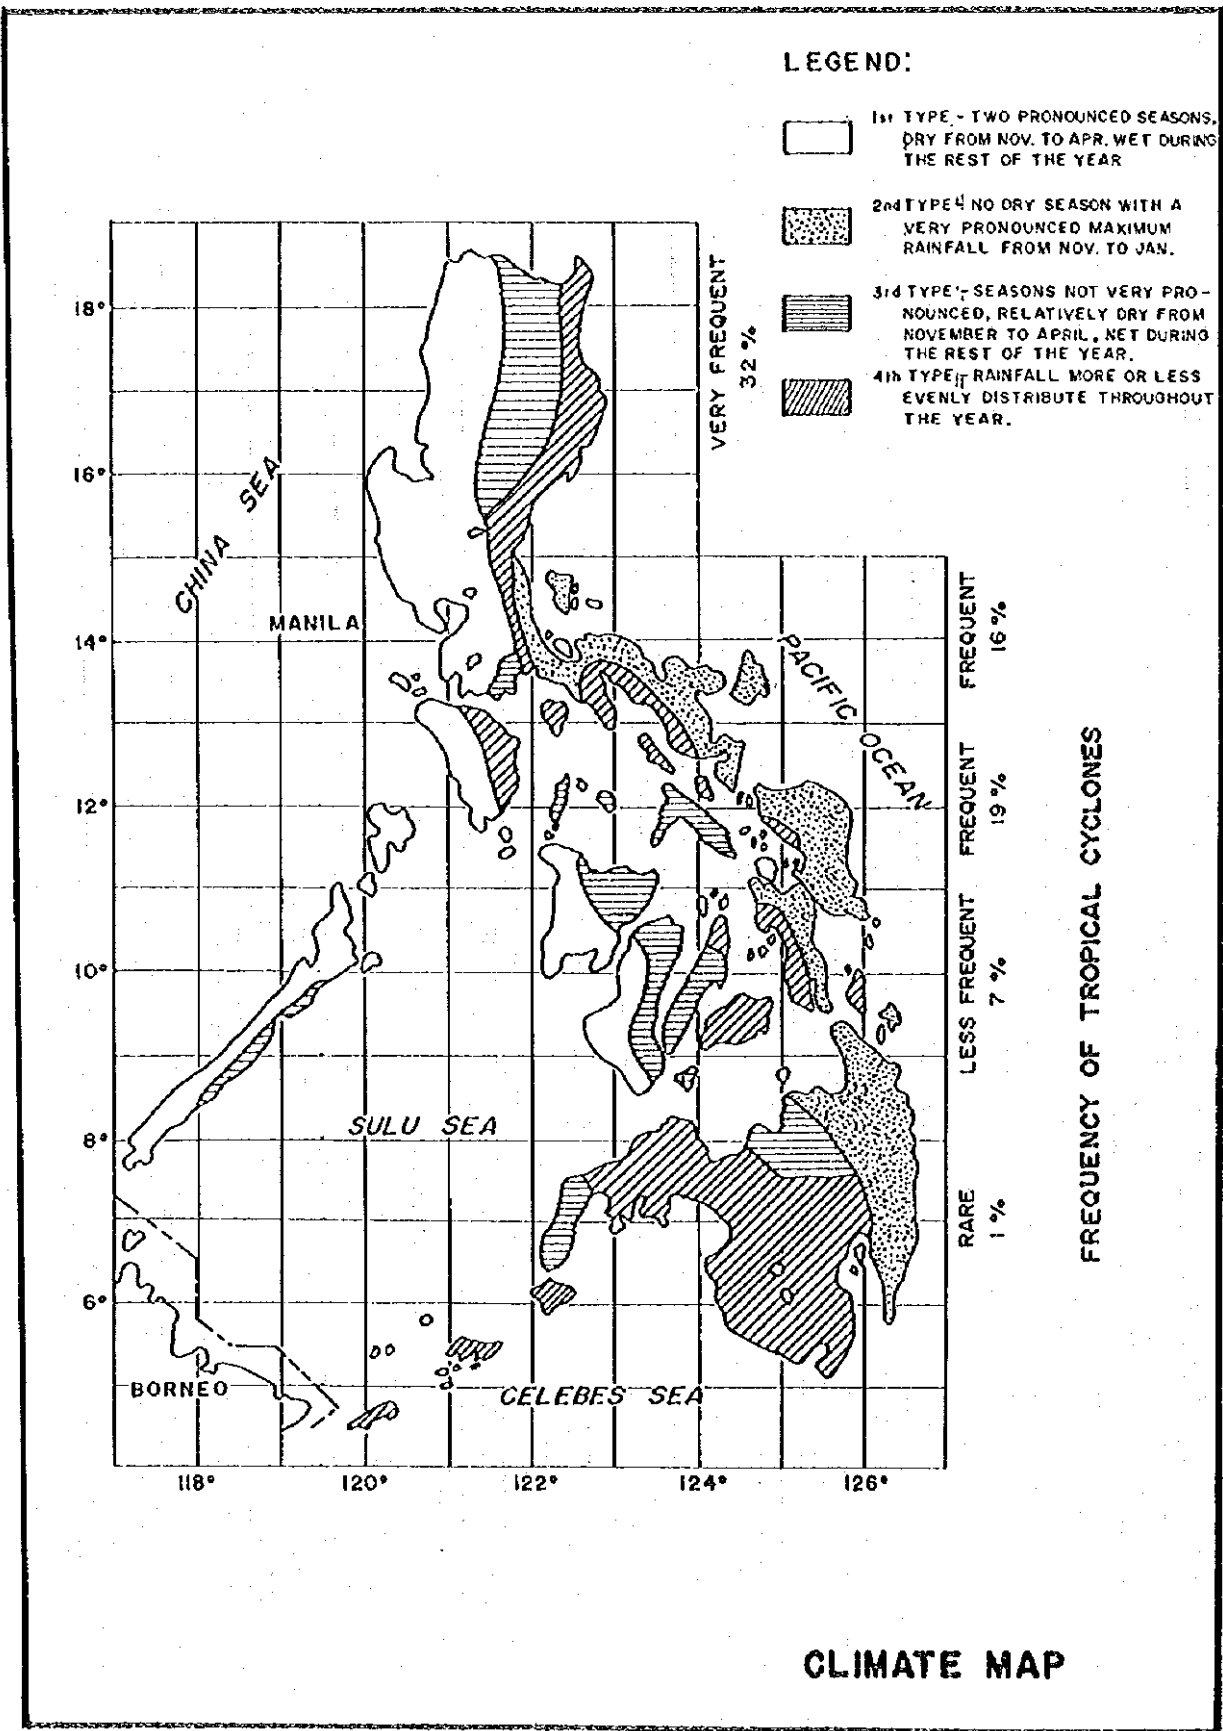 LEGEND:
1st TYPE - TWO PRONOUNCED SEASONS,
DRY FROM NOV. TO APR. WET DURING
THE REST OF THE YEAR
2nd TYPE - NO DRY SEASON WITH A
VERY PRONOUNCED MAXIMUM
RAINFALL FROM NOV. TO JAN.
3rd TYPE - SEASONS NOT VERY PRO-
NOUNCED, RELATIVELY DRY FROM
NOVEMBER TO APRIL, NET DURING
THE REST OF THE YEAR.
4th TYPE - RAINFALL MORE OR LESS
EVENLY DISTRIBUTE THROUGHOUT
THE YEAR.
VERY FREQUENT
32 %
18°
16°
CHINA SEA
MANILA
14°
PACIFIC OCEAN
FREQUENT
16 %
12°
FREQUENT
19 %
10°
LESS FREQUENT
7 %
FREQUENCY OF TROPICAL CYCLONES
8°
SULU SEA
RARE
1 %
6°
BORNEO
CELEBES SEA
118°
120°
122°
124°
126°
CLIMATE MAP